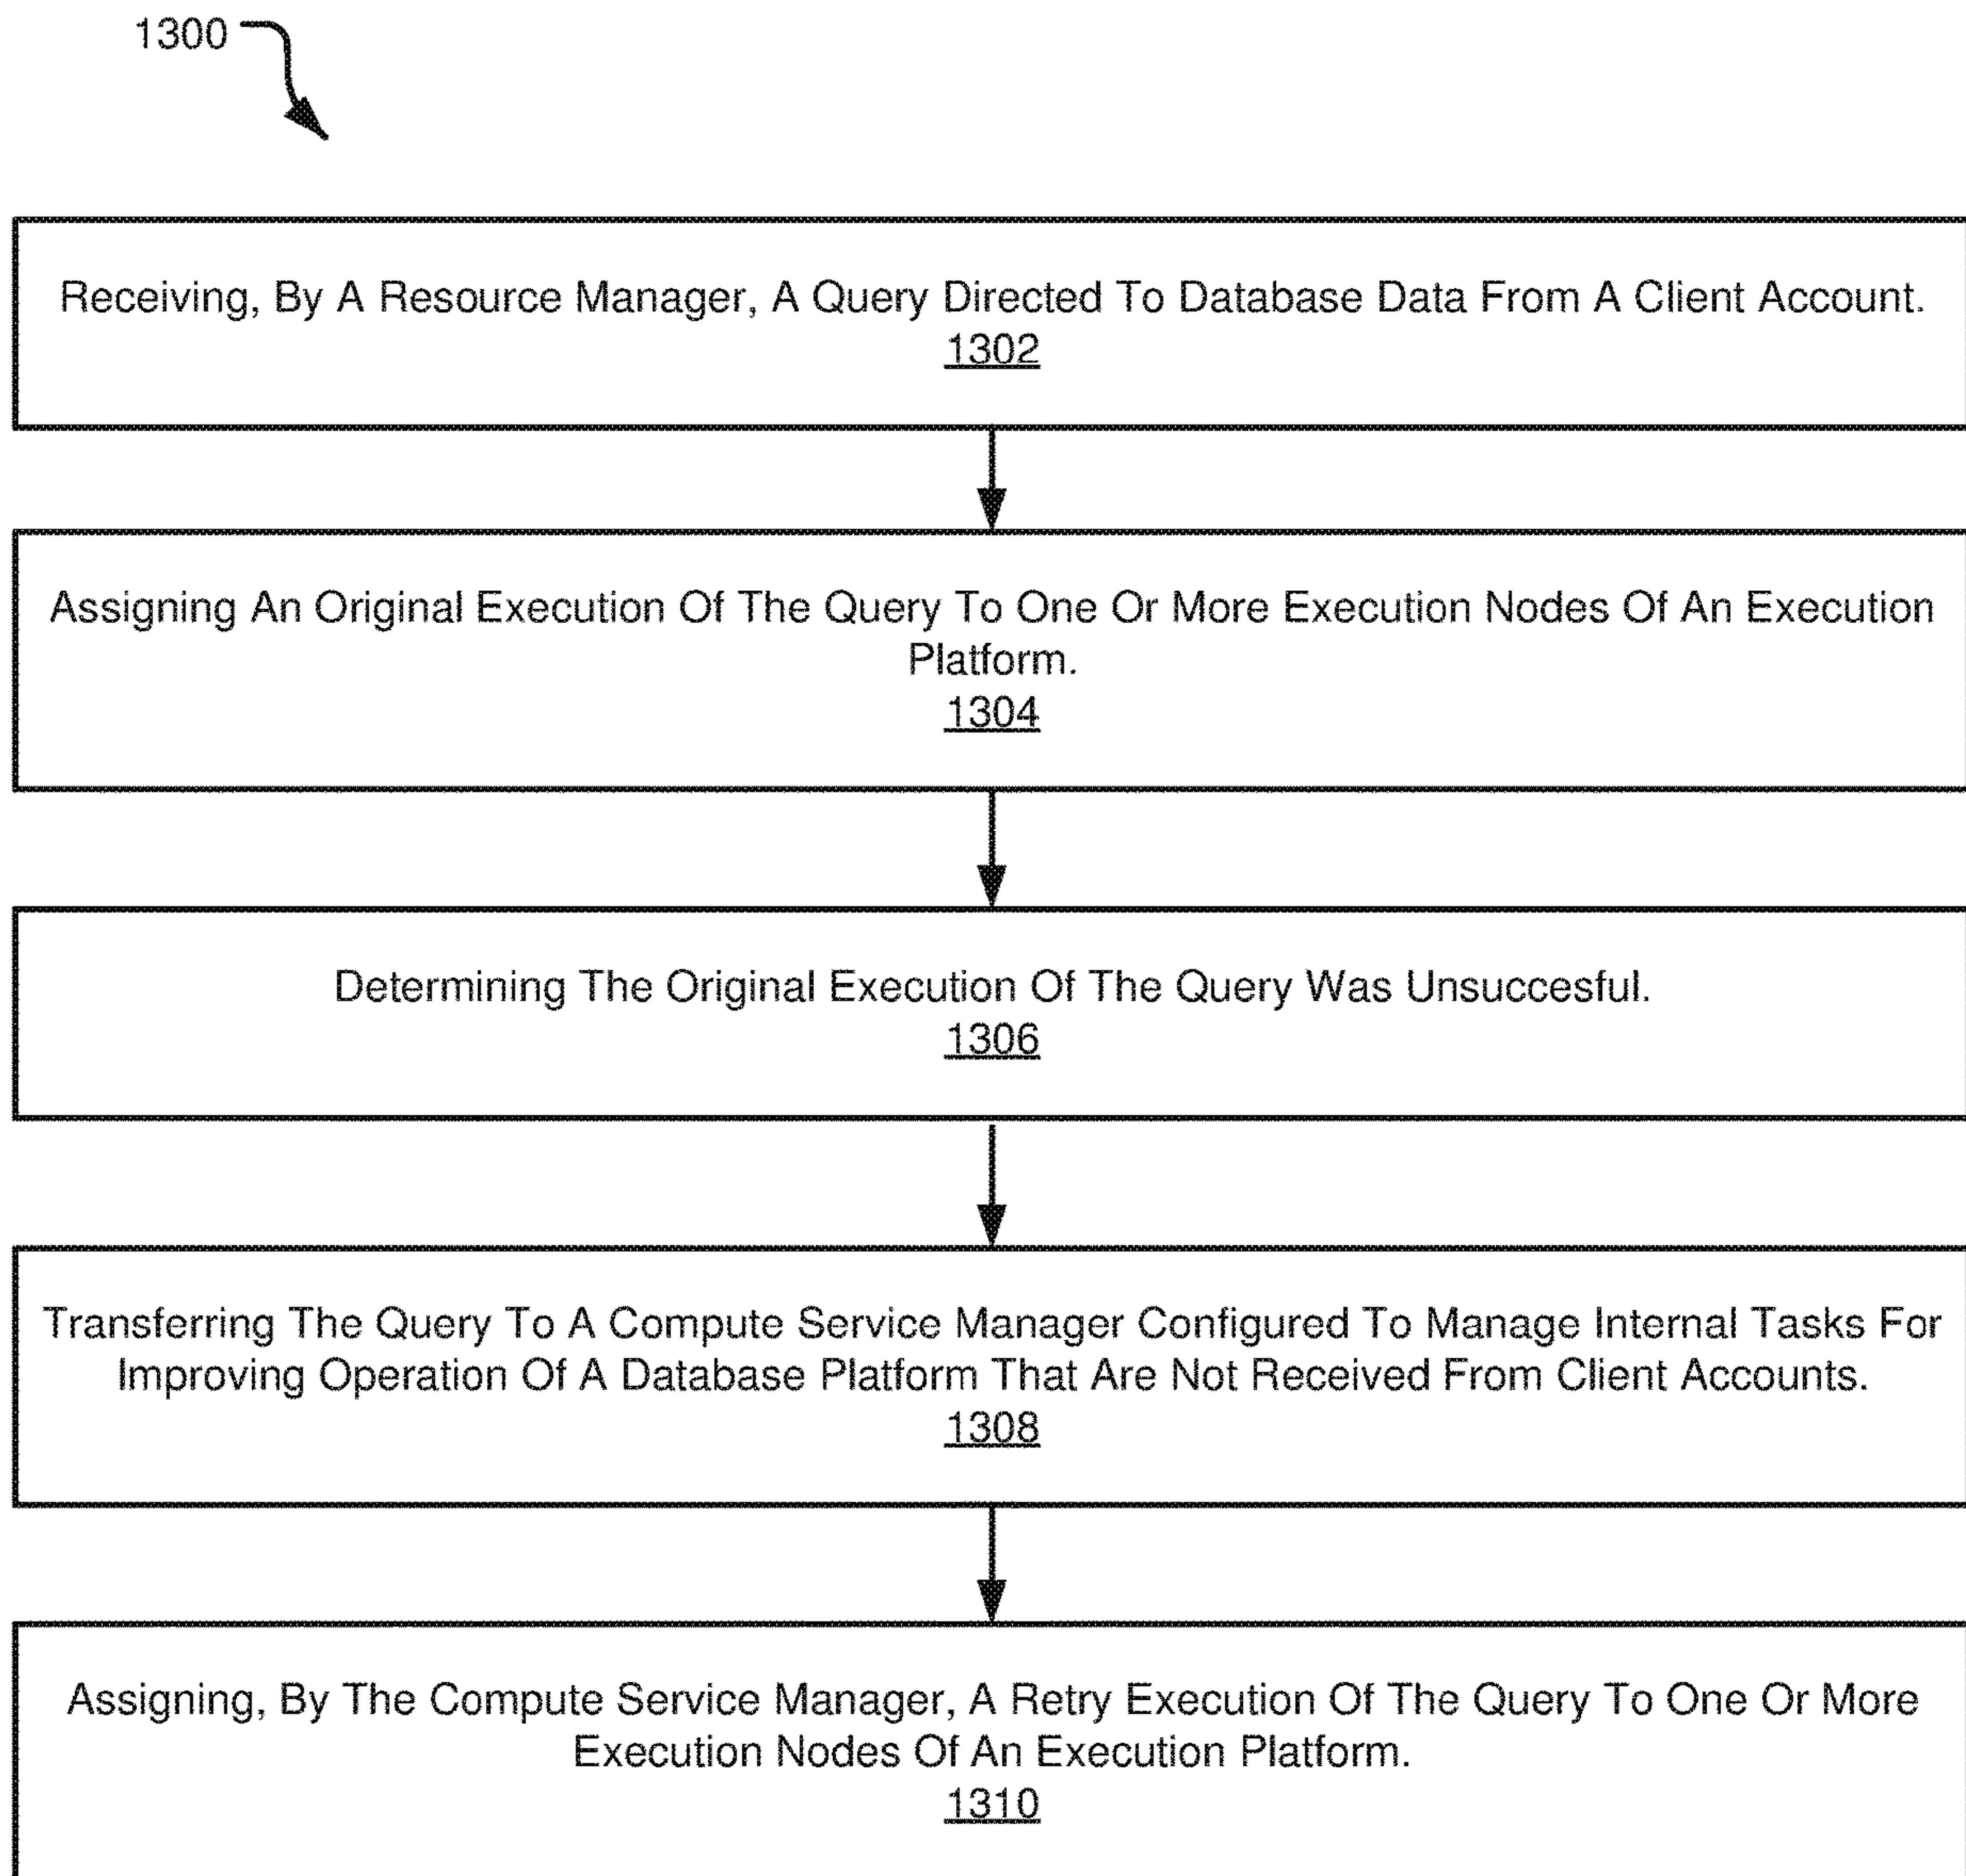 1300
Receiving, By A Resource Manager, A Query Directed To Database Data From A Client Account.
1302
Assigning An Original Execution Of The Query To One Or More Execution Nodes Of An Execution
Platform.
1304
Determining The Original Execution Of The Query Was Unsuccesful.
1306
Transferring The Query To A Compute Service Manager Configured To Manage Internal Tasks For
Improving Operation Of A Database Platform That Are Not Received From Client Accounts.
1308
Assigning, By The Compute Service Manager, A Retry Execution Of The Query To One Or More
Execution Nodes Of An Execution Platform.
1310